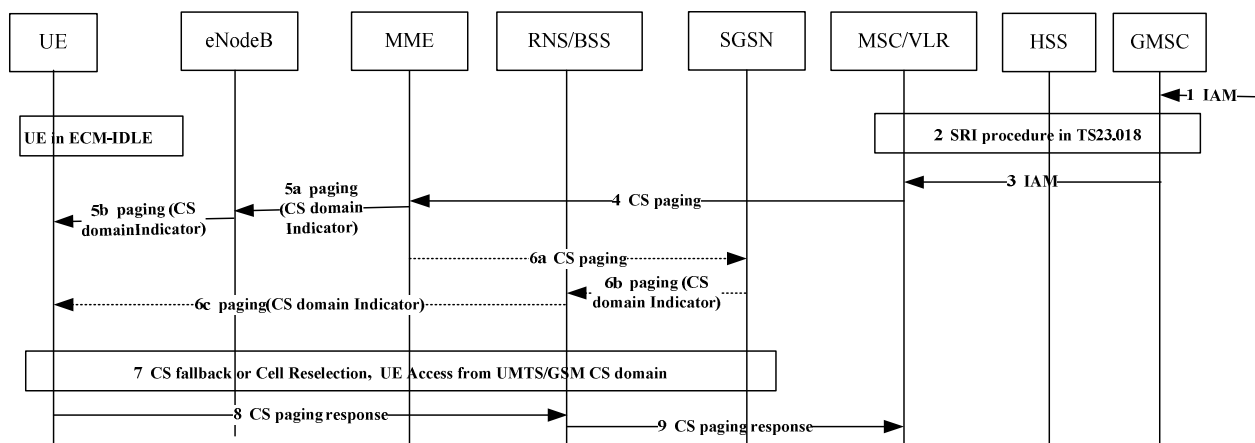 UE
eNodeB
MME
RNS/BSS
SGSN
MSC/VLR
HSS
GMSC
1 IAM
UE in ECM-IDLE
2 SRI procedure in TS23.018
3 IAM
5a paging
(CS domain
Indicator)
4 CS paging
5b paging (CS
domainIndicator)
6a CS paging
6b paging (CS
domain Indicator)
6c paging(CS domain Indicator)
7 CS fallback or Cell Reselection, UE Access from UMTS/GSM CS domain
8 CS paging response
9 CS paging response